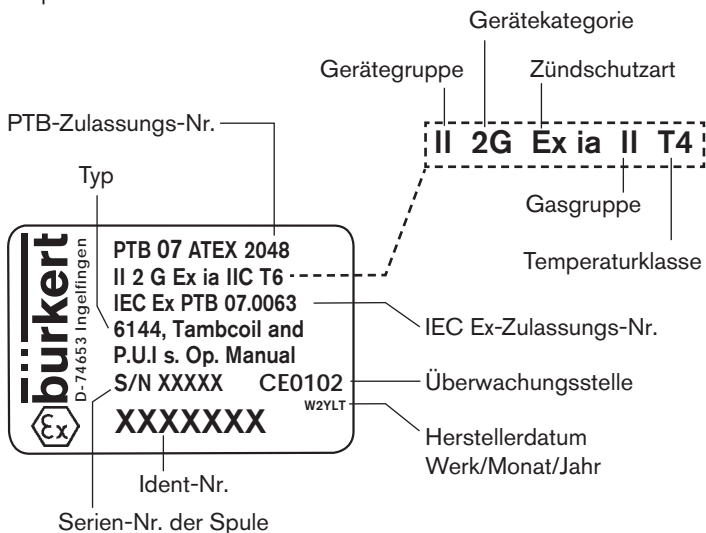 Gerätekategorie
Gerätegruppe
Zündschutzart
PTB-Zulassungs-Nr.
II 2G Ex ia II T4
Typ
Gasgruppe
Temperaturklasse
bürkert
D-74653 Ingelfingen
PTB 07 ATEX 2048
II 2 G Ex ia IIC T6
IEC Ex PTB 07.0063
6144, Tambcoil and
P.U.I s. Op. Manual
S/N XXXXX CE0102
W2YLT
Ex
XXXXXXX
IEC Ex-Zulassungs-Nr.
Überwachungsstelle
Herstellerdatum
Werk/Monat/Jahr
Ident-Nr.
Serien-Nr. der Spule